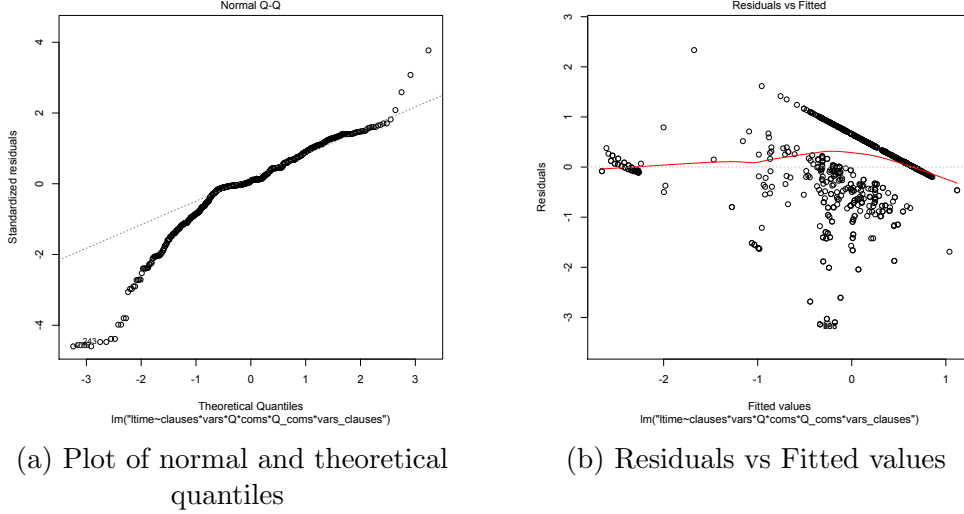 Normal Q-Q
Standardized residuals
4
2
0
-2
-4
243
-3
-2
-1
0
1
2
3
Theoretical Quantiles
lm("ltime~clauses*vars*Q*coms*Q_coms*vars_clauses")
(a) Plot of normal and theoretical
quantiles
Residuals vs Fitted
Residuals
3
2
1
0
-1
-2
-3
-2
-1
0
1
Fitted values
lm("ltime~clauses*vars*Q*coms*Q_coms*vars_clauses")
(b) Residuals vs Fitted values